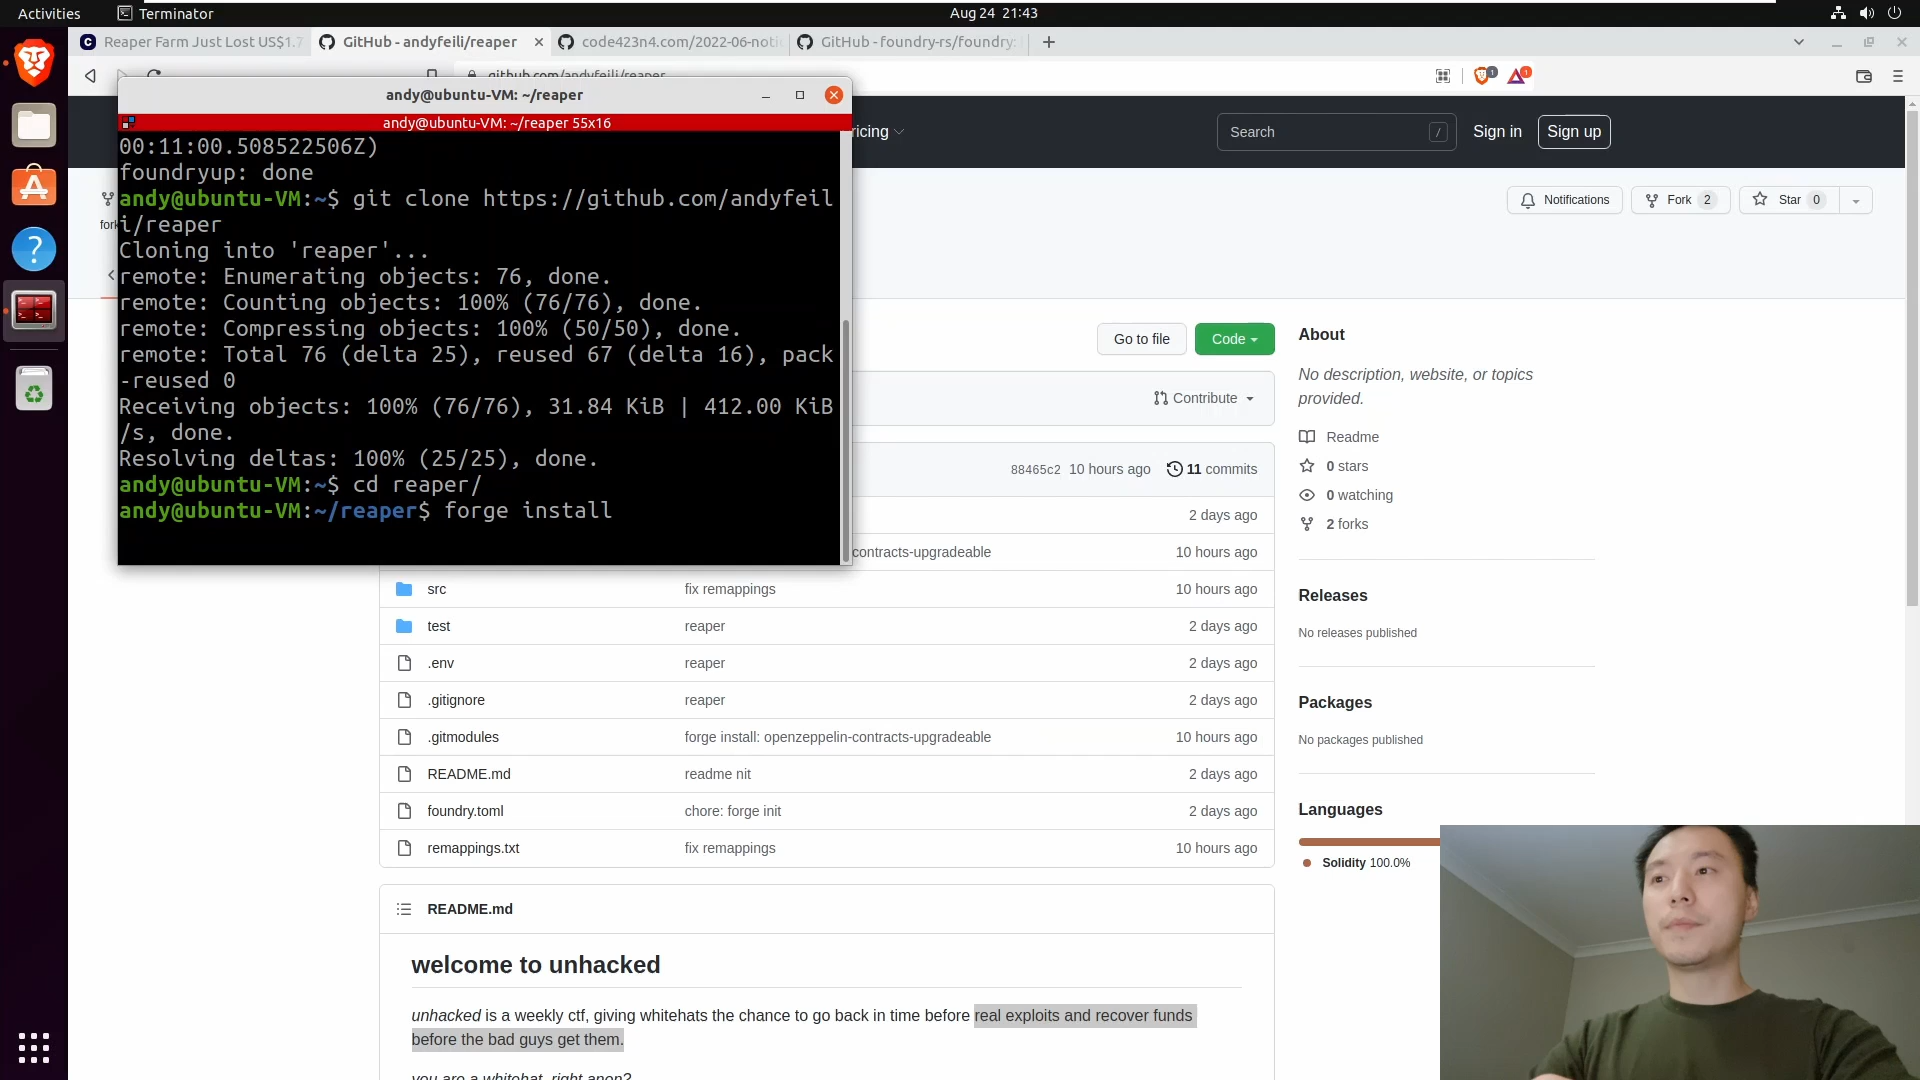 Activities
Terminator
Aug 24 21:43
Reaper Farm Just Lost US$1.7
GitHub - andyfeili/reaper
code423n4.com/2022-06-noti
GitHub - foundry-rs/foundry:
github.com/andyfeili/reaper
1
1
andy@ubuntu-VM: ~/reaper
andy@ubuntu-VM: ~/reaper 55x16
00:11:00.508522506Z)
foundryup: done
andy@ubuntu-VM:~$ git clone https://github.com/andyfeil
i/reaper
Cloning into 'reaper'...
remote: Enumerating objects: 76, done.
remote: Counting objects: 100% (76/76), done.
remote: Compressing objects: 100% (50/50), done.
remote: Total 76 (delta 25), reused 67 (delta 16), pack
-reused 0
Receiving objects: 100% (76/76), 31.84 KiB | 412.00 KiB
/s, done.
Resolving deltas: 100% (25/25), done.
andy@ubuntu-VM:~$ cd reaper/
andy@ubuntu-VM:~/reaper$ forge install
ricing
Search
/
Sign in
Sign up
fork
Notifications
Fork 2
Star 0
Go to file
Code
Contribute
88465c2 10 hours ago 11 commits
2 days ago
contracts-upgradeable 10 hours ago
src fix remappings 10 hours ago
test reaper 2 days ago
.env reaper 2 days ago
.gitignore reaper 2 days ago
.gitmodules forge install: openzeppelin-contracts-upgradeable 10 hours ago
README.md readme nit 2 days ago
foundry.toml chore: forge init 2 days ago
remappings.txt fix remappings 10 hours ago
README.md
welcome to unhacked
unhacked is a weekly ctf, giving whitehats the chance to go back in time before real exploits and recover funds
before the bad guys get them.
you are a whitehat, right anon?
About
No description, website, or topics
provided.
Readme
0 stars
0 watching
2 forks
Releases
No releases published
Packages
No packages published
Languages
Solidity 100.0%